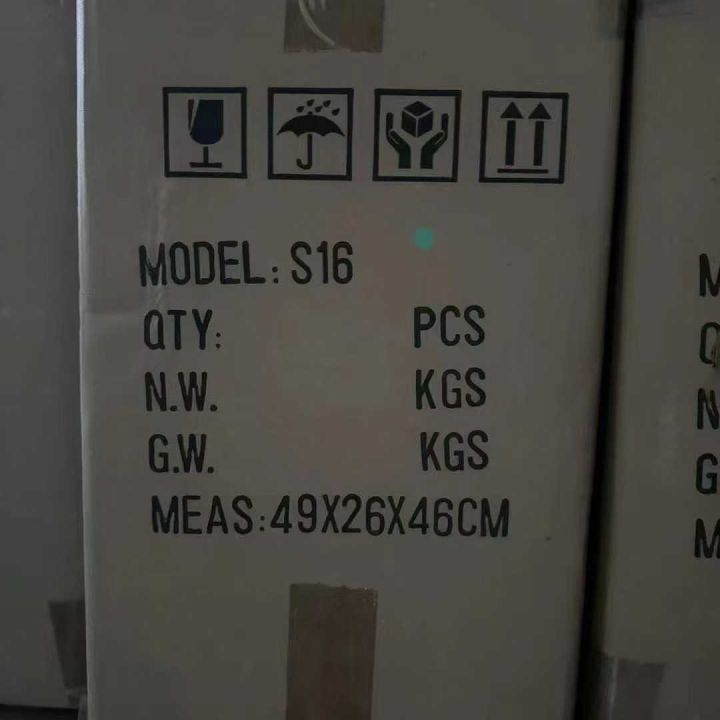 MODEL: S16
QTY: PCS
N.W. KGS
G.W. KGS
MEAS:49X26X46CM
M
Q
N
G
M